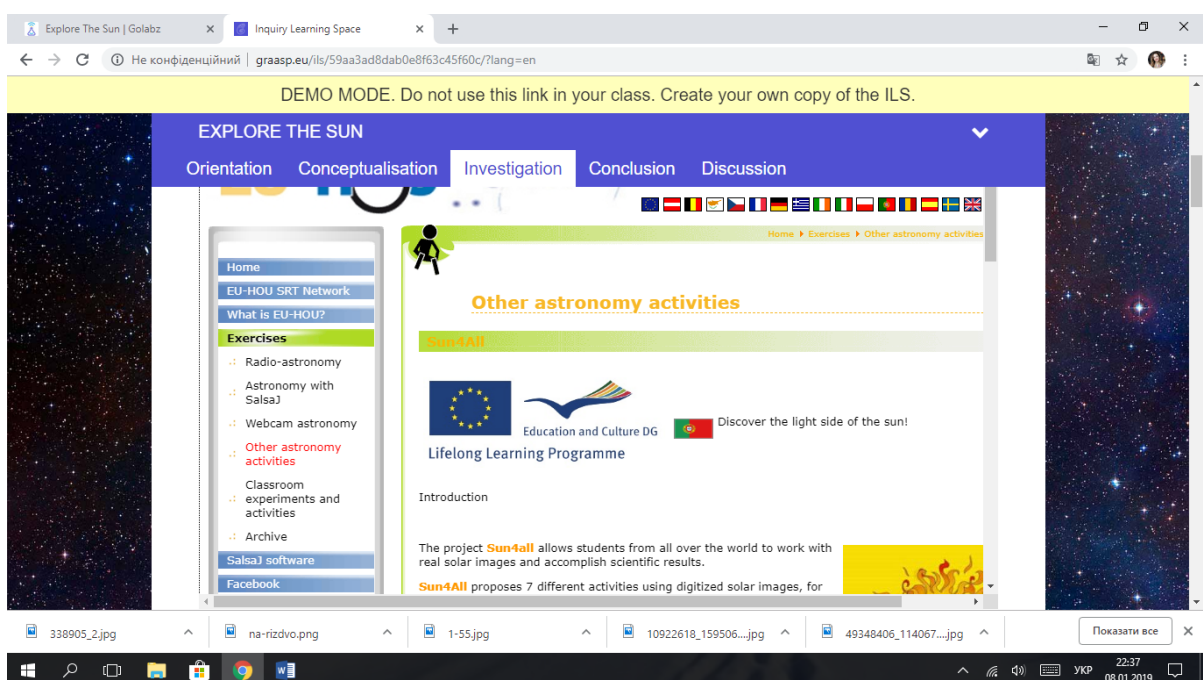 Explore The Sun | Golabz
Inquiry Learning Space
Не конфіденційний
graasp.eu/ils/59aa3ad8dab0e8f63c45f60c/?lang=en
DEMO MODE. Do not use this link in your class. Create your own copy of the ILS.
EXPLORE THE SUN
Orientation Conceptualisation Investigation Conclusion Discussion
Home Exercises Other astronomy activities
Home
EU-HOU SRT Network
What is EU-HOU?
Exercises
Radio-astronomy
Astronomy with
SalsaJ
Webcam astronomy
Other astronomy
activities
Classroom
experiments and
activities
Archive
SalsaJ software
Facebook
Other astronomy activities
Sun4All
Education and Culture DG
Lifelong Learning Programme
Discover the light side of the sun!
Introduction
The project Sun4all allows students from all over the world to work with
real solar images and accomplish scientific results.
Sun4All proposes 7 different activities using digitized solar images, for
338905_2.jpg
na-rizdvo.png
1-55.jpg
10922618_159506....jpg
49348406_114067....jpg
Показати все
УКР
22:37
08.01.2019